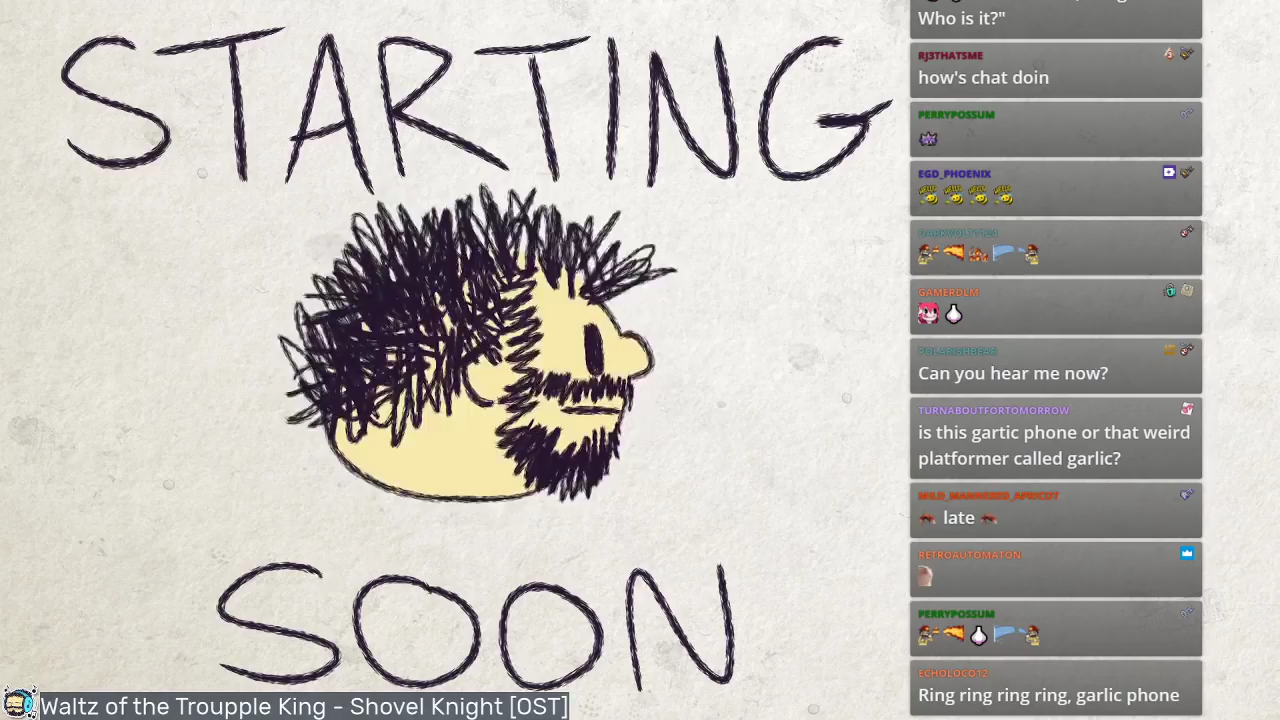 STARTING
SOON
Who is it?"
RJ3THATSME
how's chat doin
PERRYPOSSUM
EGD_PHOENIX
GAMERDLM
POLARISHBEAR
Can you hear me now?
TURNABOUTFORTOMORROW
is this gartic phone or that weird
platformer called garlic?
MILD_MANNERED_APRICOT
late
RETROAUTOMATON
PERRYPOSSUM
ECHOLOCO12
Ring ring ring ring, garlic phone
Waltz of the Troupple King - Shovel Knight [OST]